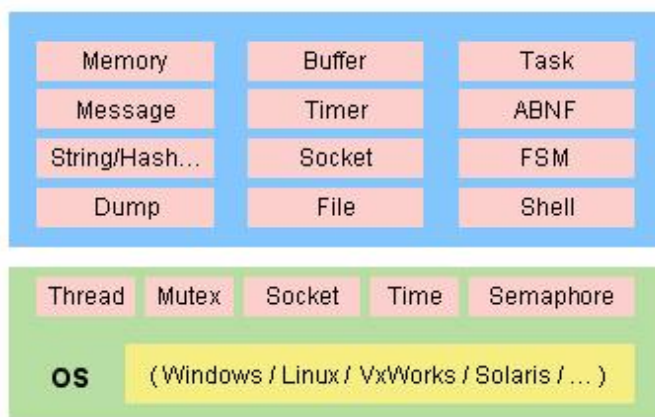 Memory Buffer Task
Message Timer ABNF
String/Hash... Socket FSM
Dump File Shell
Thread Mutex Socket Time Semaphore
OS ( Windows / Linux / VxWorks / Solaris / ... )